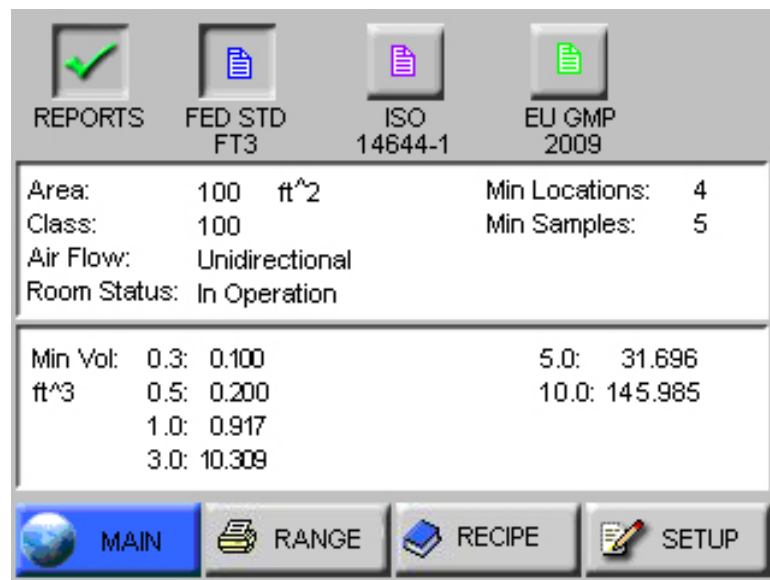 REPORTS FED STD ISO EU GMP
FT3 14644-1 2009
Area: 100 ft^2 Min Locations: 4
Class: 100 Min Samples: 5
Air Flow: Unidirectional
Room Status: In Operation
Min Vol: 0.3: 0.100 5.0: 31.696
ft^3 0.5: 0.200 10.0: 145.985
1.0: 0.917
3.0: 10.309
MAIN RANGE RECIPE SETUP